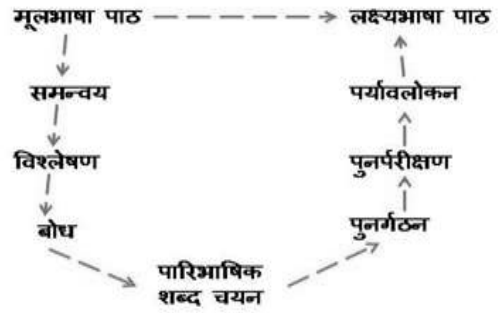 मूलभाषा पाठ
लक्ष्यभाषा पाठ
समन्वय
पर्यावलोकन
विश्लेषण
पुनर्परीक्षण
बोध
पुनर्गठन
पारिभाषिक
शब्द चयन